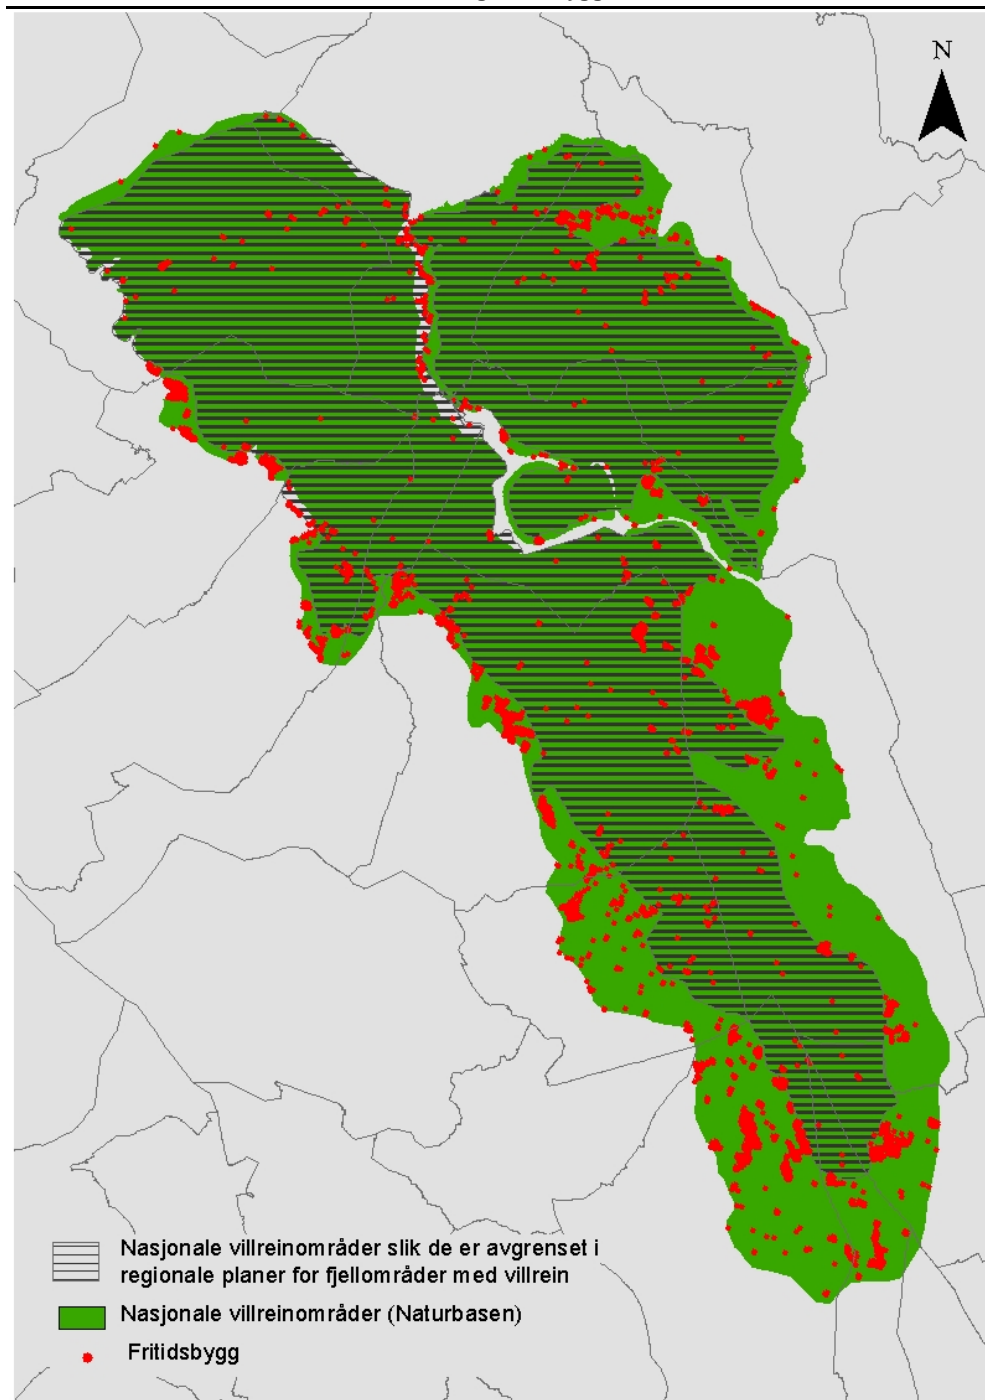 N
Nasjonale villreinområder slik de er avgrenset i
regionale planer for fjellområder med villrein
Nasjonale villreinområder (Naturbasen)
Fritidsbygg